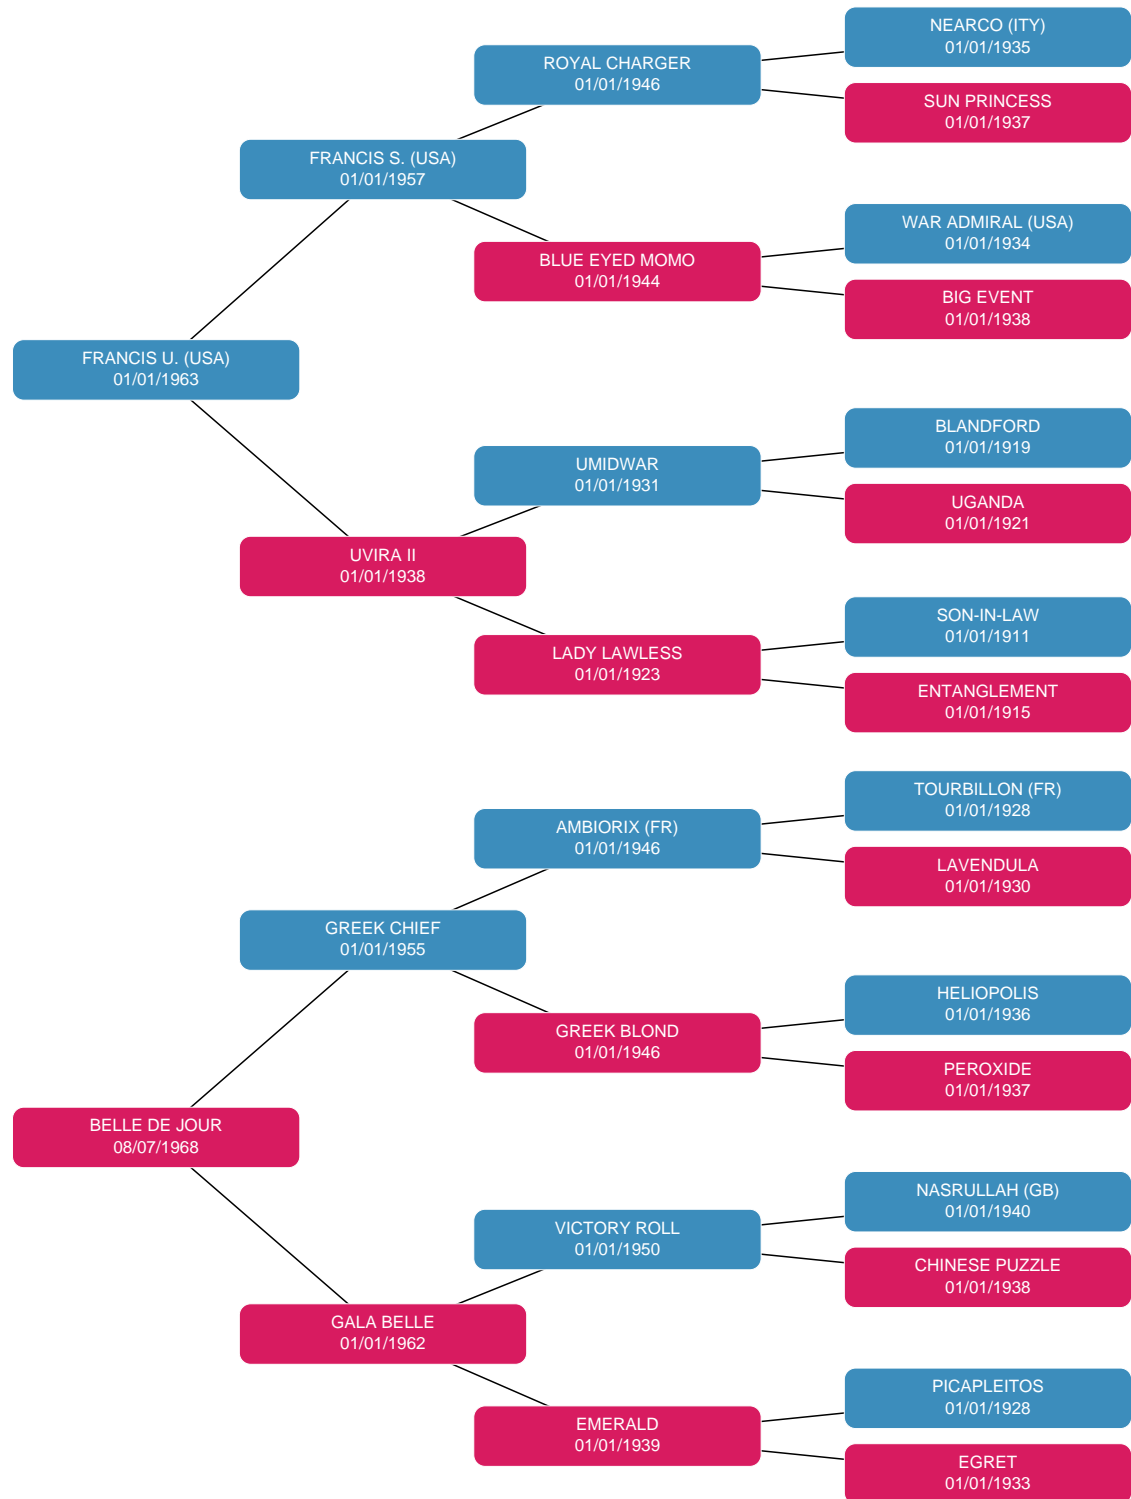 NEARCO (ITY)
01/01/1935
ROYAL CHARGER
01/01/1946
SUN PRINCESS
01/01/1937
FRANCIS S. (USA)
01/01/1957
WAR ADMIRAL (USA)
01/01/1934
BLUE EYED MOMO
01/01/1944
BIG EVENT
01/01/1938
FRANCIS U. (USA)
01/01/1963
BLANDFORD
01/01/1919
UMIDWAR
01/01/1931
UGANDA
01/01/1921
UVIRA II
01/01/1938
SON-IN-LAW
01/01/1911
LADY LAWLESS
01/01/1923
ENTANGLEMENT
01/01/1915
TOURBILLON (FR)
01/01/1928
AMBIORIX (FR)
01/01/1946
LAVENDULA
01/01/1930
GREEK CHIEF
01/01/1955
HELIOPOLIS
01/01/1936
GREEK BLOND
01/01/1946
PEROXIDE
01/01/1937
BELLE DE JOUR
08/07/1968
NASRULLAH (GB)
01/01/1940
VICTORY ROLL
01/01/1950
CHINESE PUZZLE
01/01/1938
GALA BELLE
01/01/1962
PICAPLEITOS
01/01/1928
EMERALD
01/01/1939
EGRET
01/01/1933